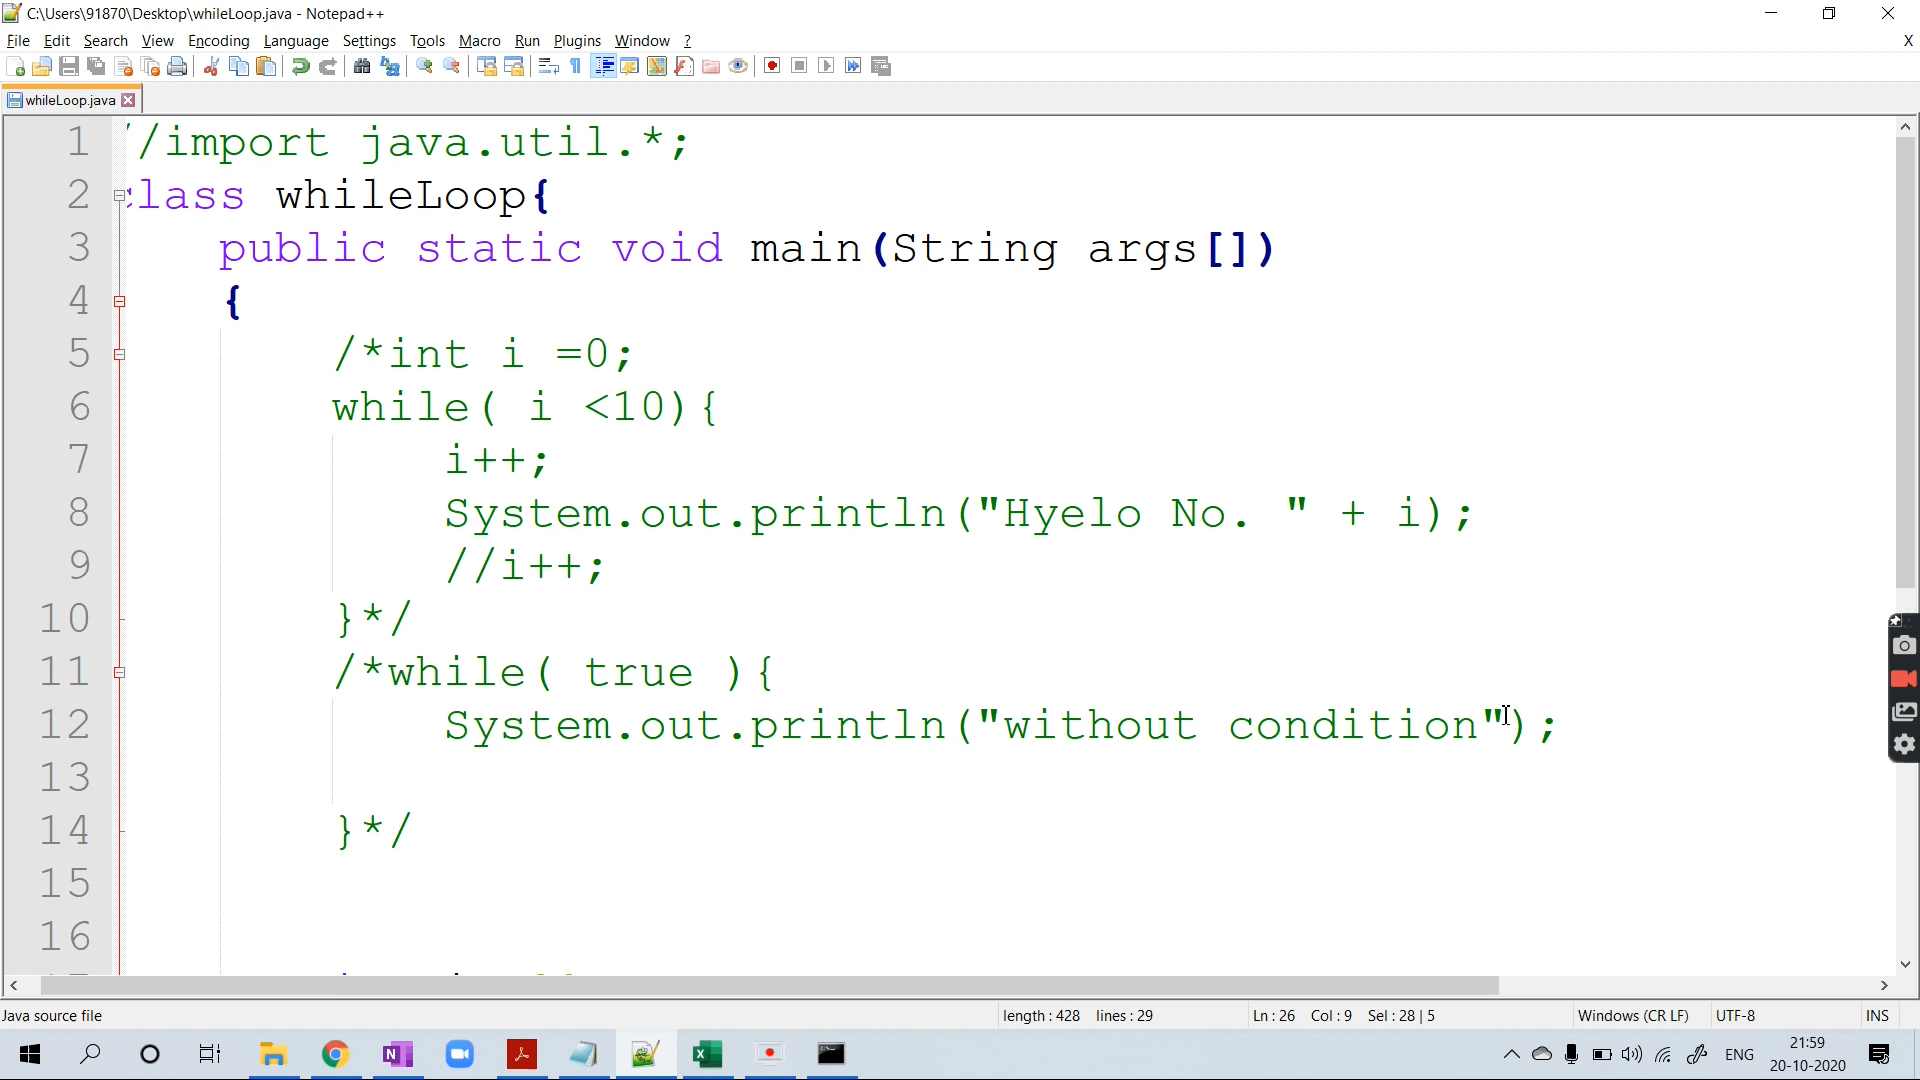 C:\Users\91870\Desktop\whileLoop.java - Notepad++
File Edit Search View Encoding Language Settings Tools Macro Run Plugins Window ? X
whileLoop.java
1 //import java.util.*;
2 class whileLoop{
3 public static void main(String args[])
4 {
5 /*int i =0;
6 while( i <10){
7 i++;
8 System.out.println("Hyelo No. " + i);
9 //i++;
10 }*/
11 /*while( true ){
12 System.out.println("without condition");
13
14 }*/
15
16
Java source file length : 428 lines : 29 Ln : 26 Col : 9 Sel : 28 | 5 Windows (CR LF) UTF-8 INS
ENG 21:59
20-10-2020